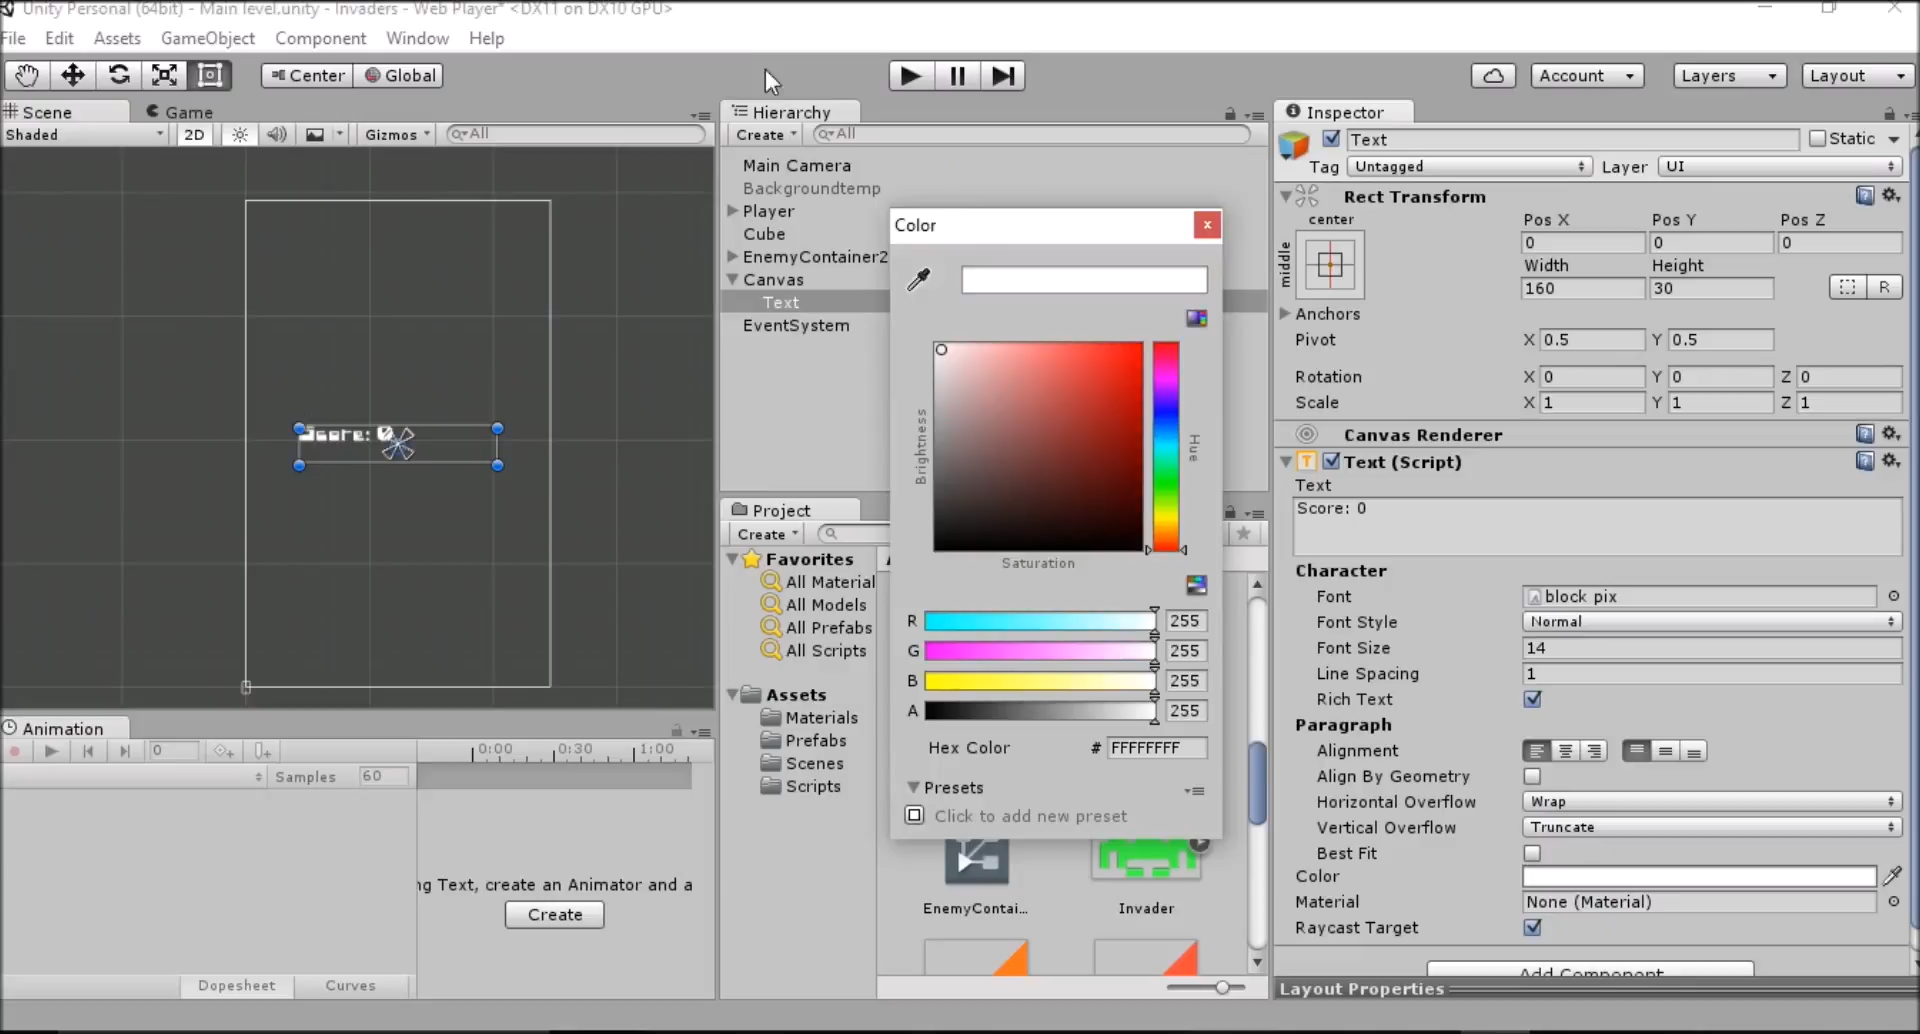 Unity Personal (64bit) - Main level.unity - Invaders - Web Player* <DX11 on DX10 GPU>
File Edit Assets GameObject Component Window Help
Center Global Account Layers Layout
Scene Game
Shaded 2D Gizmos All
Score: 0
Animation
0 0:00 0:30 1:00
Samples 60
ng Text, create an Animator and a
Create
Dopesheet Curves
Hierarchy
Create All
Main Camera
Backgroundtemp
Player
Cube
EnemyContainer2
Canvas
Text
EventSystem
Project
Create
Favorites
All Material
All Models
All Prefabs
All Scripts
Assets
Materials
Prefabs
Scenes
Scripts
EnemyContai... Invader
Color
x
Brightness
Hue
Saturation
R 255
G 255
B 255
A 255
Hex Color # FFFFFFFF
Presets
Click to add new preset
Inspector
Text Static
Tag Untagged Layer UI
Rect Transform
center Pos X Pos Y Pos Z
middle
0 0 0
Width Height
160 30 R
Anchors
Pivot X 0.5 Y 0.5
Rotation X 0 Y 0 Z 0
Scale X 1 Y 1 Z 1
Canvas Renderer
T Text (Script)
Text
Score: 0
Character
Font block pix
Font Style Normal
Font Size 14
Line Spacing 1
Rich Text
Paragraph
Alignment
Align By Geometry
Horizontal Overflow Wrap
Vertical Overflow Truncate
Best Fit
Color
Material None (Material)
Raycast Target
Add Component
Layout Properties